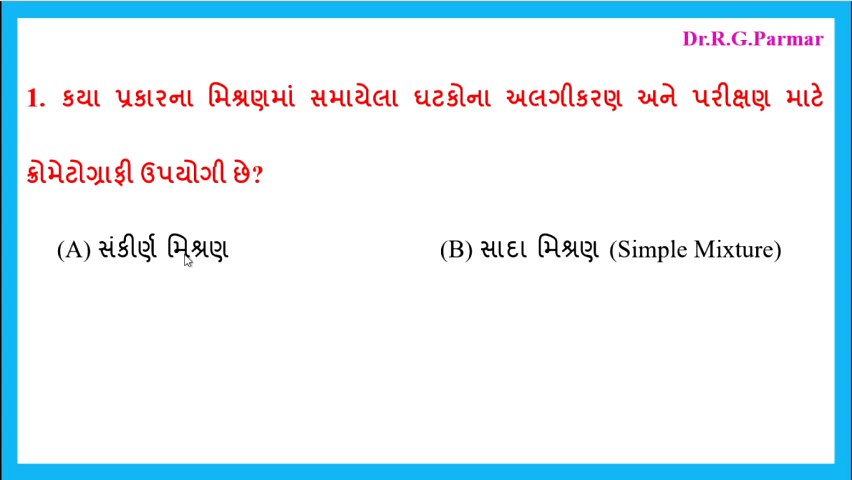 Dr.R.G.Parmar
1. કયા પ્રકારના મિશ્રણમાં સમાયેલા ઘટકોના અલગીકરણ અને પરીક્ષણ માટે
ક્રોમેટોગ્રાફી ઉપયોગી છે?
(A) સંકીર્ણ મિશ્રણ (B) સાદા મિશ્રણ (Simple Mixture)